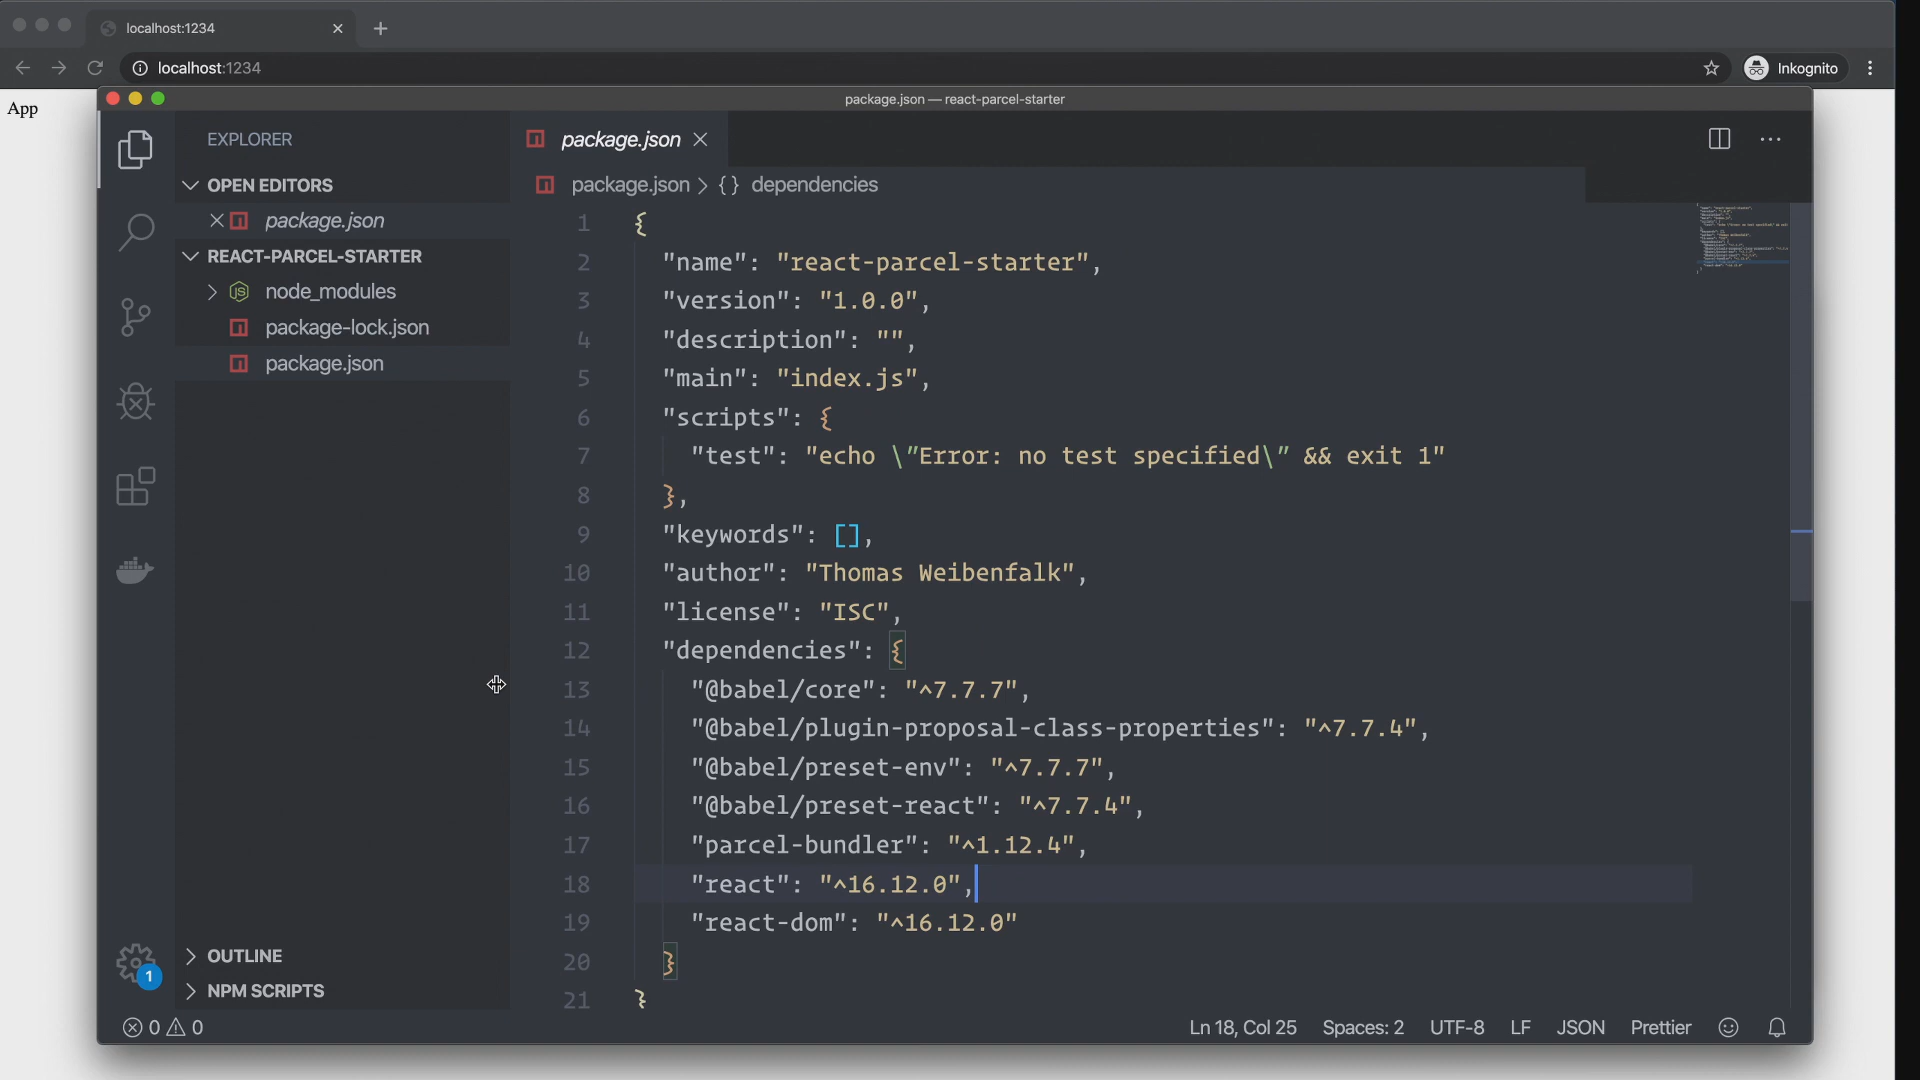 localhost:1234
localhost:1234
Inkognito
App
package.json — react-parcel-starter
EXPLORER
package.json
OPEN EDITORS
package.json > {} dependencies
package.json
REACT-PARCEL-STARTER
node_modules
package-lock.json
package.json
1 {
2 "name": "react-parcel-starter",
3 "version": "1.0.0",
4 "description": "",
5 "main": "index.js",
6 "scripts": {
7 "test": "echo \"Error: no test specified\" && exit 1"
8 },
9 "keywords": [],
10 "author": "Thomas Weibenfalk",
11 "license": "ISC",
12 "dependencies": {
13 "@babel/core": "^7.7.7",
14 "@babel/plugin-proposal-class-properties": "^7.7.4",
15 "@babel/preset-env": "^7.7.7",
16 "@babel/preset-react": "^7.7.4",
17 "parcel-bundler": "^1.12.4",
18 "react": "^16.12.0",
19 "react-dom": "^16.12.0"
20 }
21 }
OUTLINE
1
NPM SCRIPTS
0 0
Ln 18, Col 25 Spaces: 2 UTF-8 LF JSON Prettier